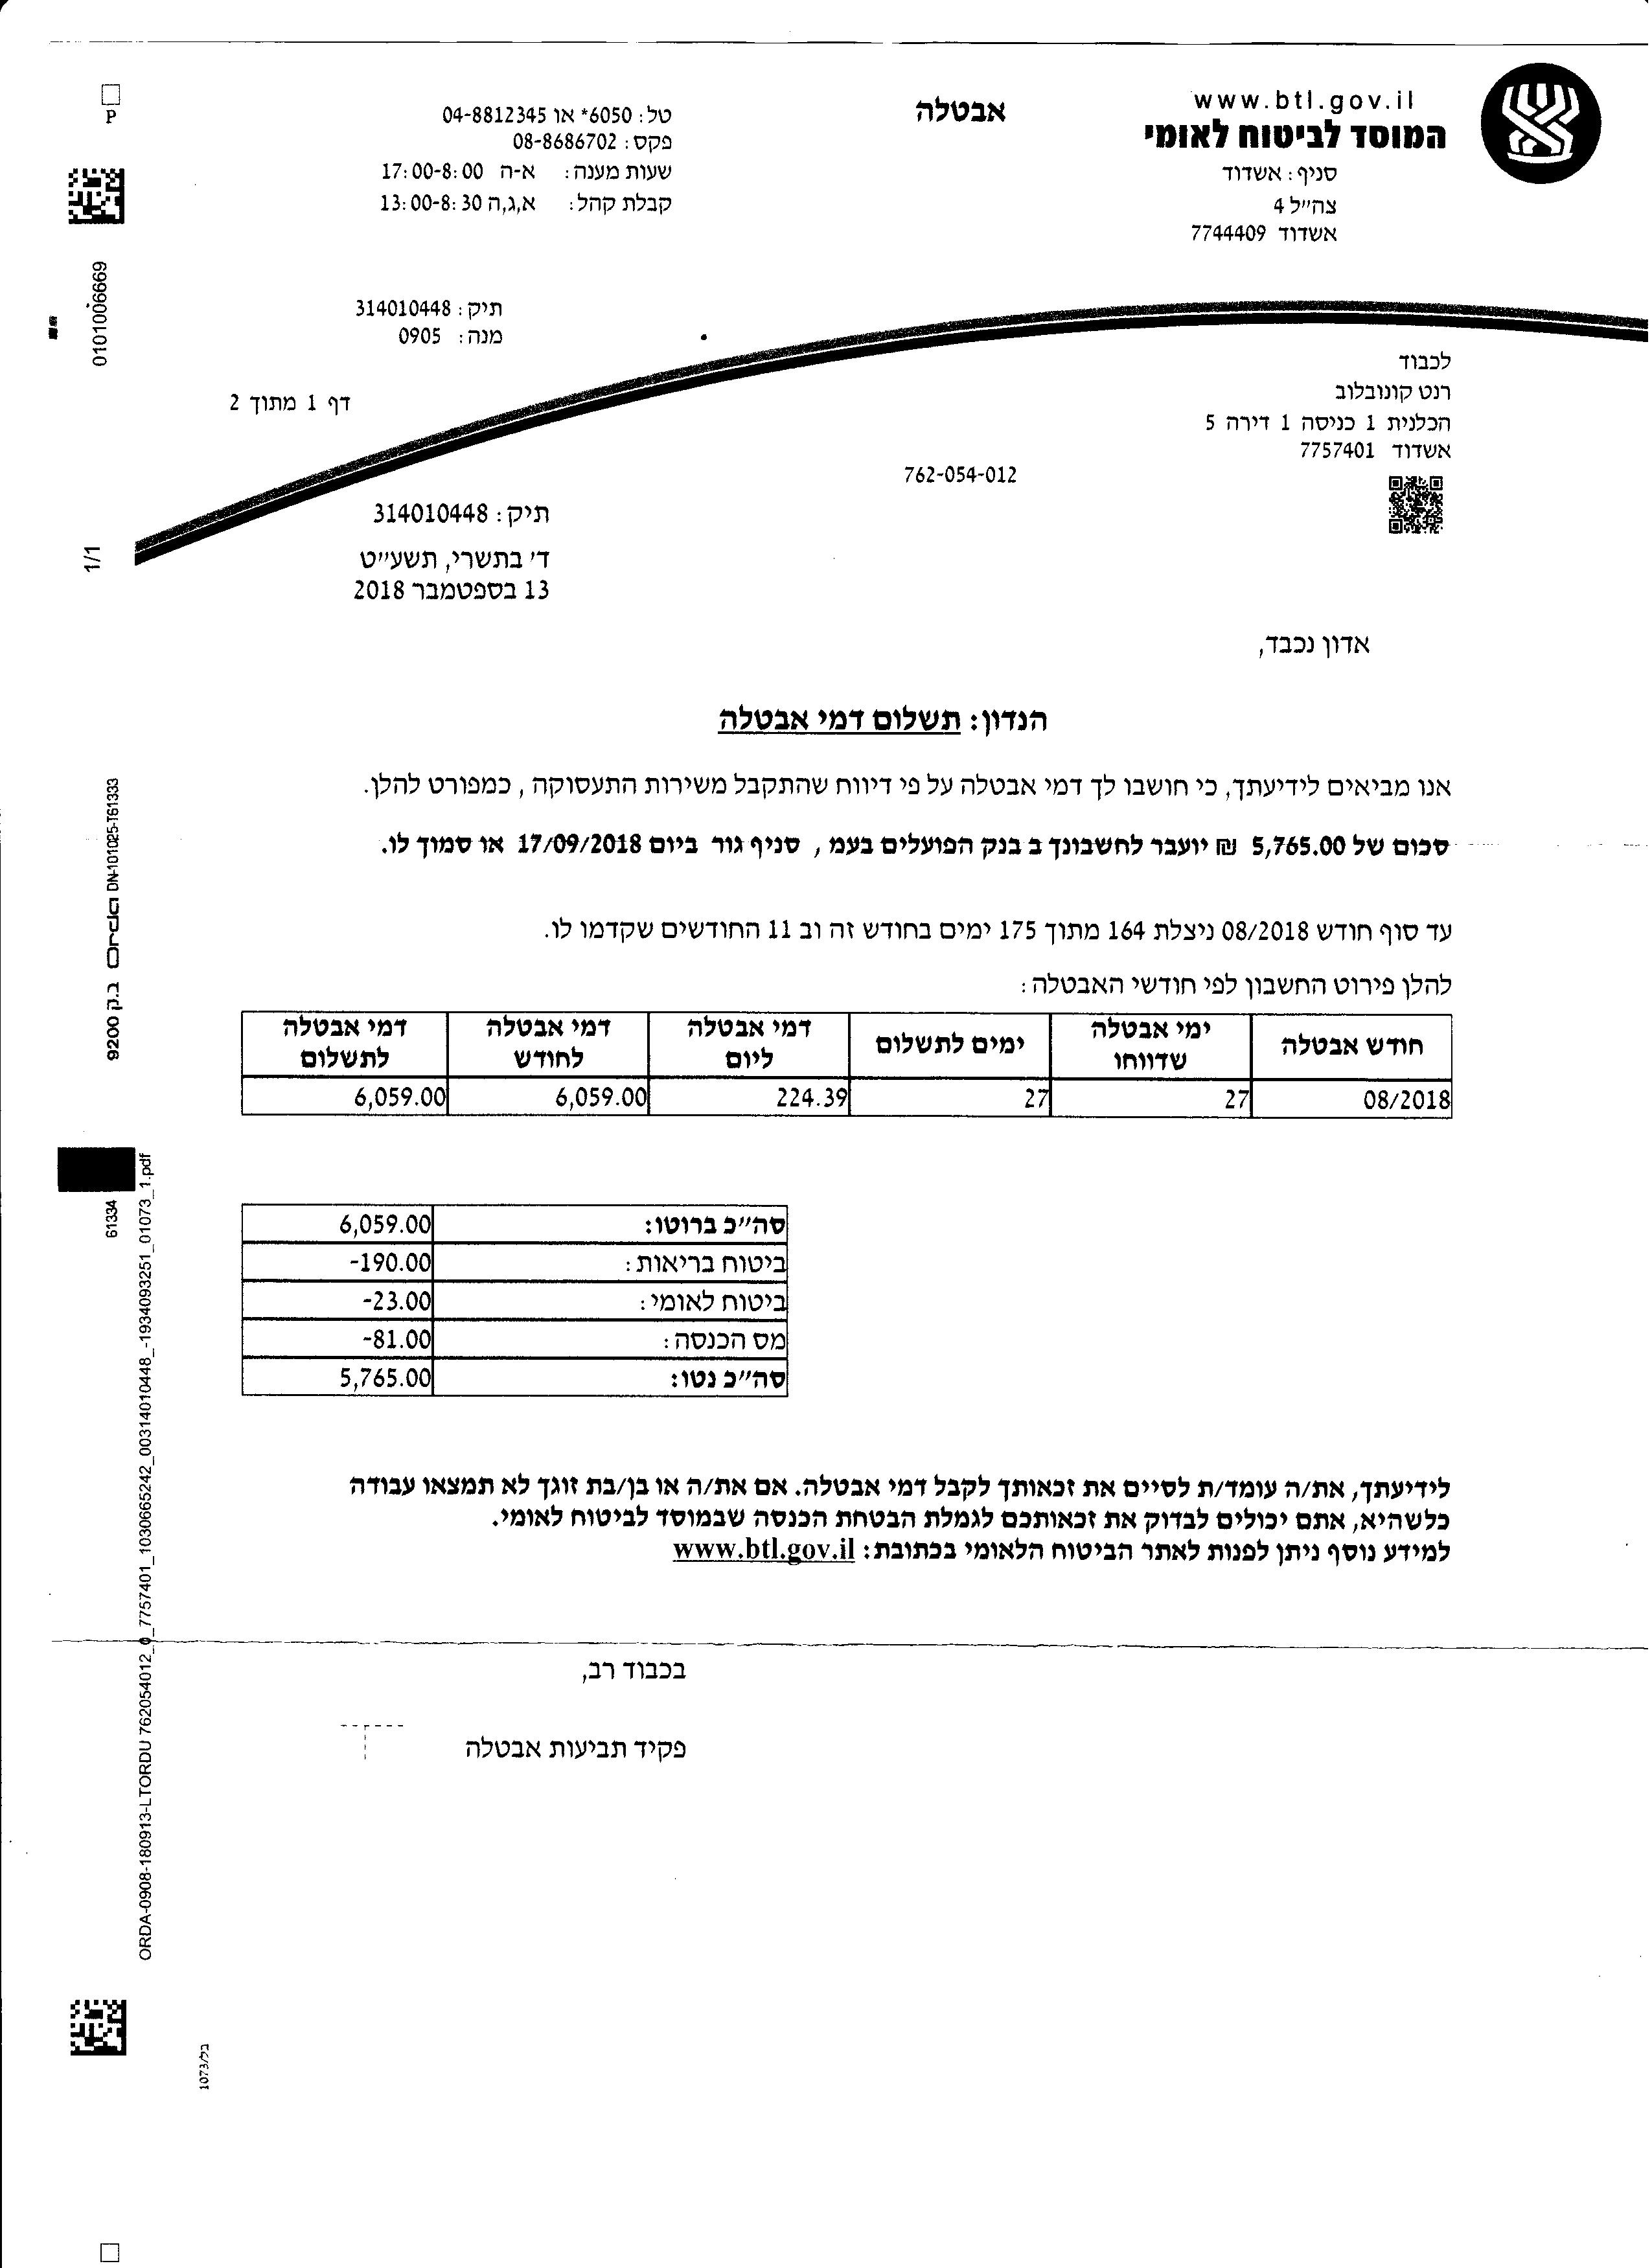 www.btl.gov.il
המוסד לביטוח לאומי
סניף: אשדוד
צה"ל 4
אשדוד 7744409
אבטלה
טל: 6050* או 04-8812345
פקס: 08-8686702
שעות מענה: א-ה 17:00-8:00
קבלת קהל: א,ג,ה 13:00-8:30
P
0101006669
תיק: 314010448
מנה: 0905
דף 1 מתוך 2
לכבוד
רנט קונובלוב
הכלנית 1 כניסה 1 דירה 5
אשדוד 7757401
762-054-012
תיק: 314010448
ד' בתשרי, תשע"ט
13 בספטמבר 2018
1/1
אדון נכבד,
הנדון: תשלום דמי אבטלה
אנו מביאים לידיעתך, כי חושבו לך דמי אבטלה על פי דיווח שהתקבל משירות התעסוקה, כמפורט להלן.
סכום של 5,765.00 ₪ יועבר לחשבונך ב בנק הפועלים בעמ, סניף גור ביום 17/09/2018 או סמוך לו.
עד סוף חודש 08/2018 ניצלת 164 מתוך 175 ימים בחודש זה וב 11 החודשים שקדמו לו.
להלן פירוט החשבון לפי חודשי האבטלה:
חודש אבטלה | ימי אבטלה שדווחו | ימים לתשלום | דמי אבטלה ליום | דמי אבטלה לחודש | דמי אבטלה לתשלום
08/2018 | 27 | 27 | 224.39 | 6,059.00 | 6,059.00
סה"כ ברוטו: 6,059.00
ביטוח בריאות: -190.00
ביטוח לאומי: -23.00
מס הכנסה: -81.00
סה"כ נטו: 5,765.00
לידיעתך, את/ה עומד/ת לסיים את זכאותך לקבל דמי אבטלה. אם את/ה או בן/בת זוגך לא תמצאו עבודה
כלשהיא, אתם יכולים לבדוק את זכאותכם לגמלת הבטחת הכנסה שבמוסד לביטוח לאומי.
למידע נוסף ניתן לפנות לאתר הביטוח הלאומי בכתובת: www.btl.gov.il
בכבוד רב,
פקיד תביעות אבטלה
ב.ק 9200 Orda DN-101025-T61333
61334
ORDA-0908-180913-LTORDU 762054012_0_7757401_1030665242_00314010448_-1934093251_01073_1.pdf
בל/1073